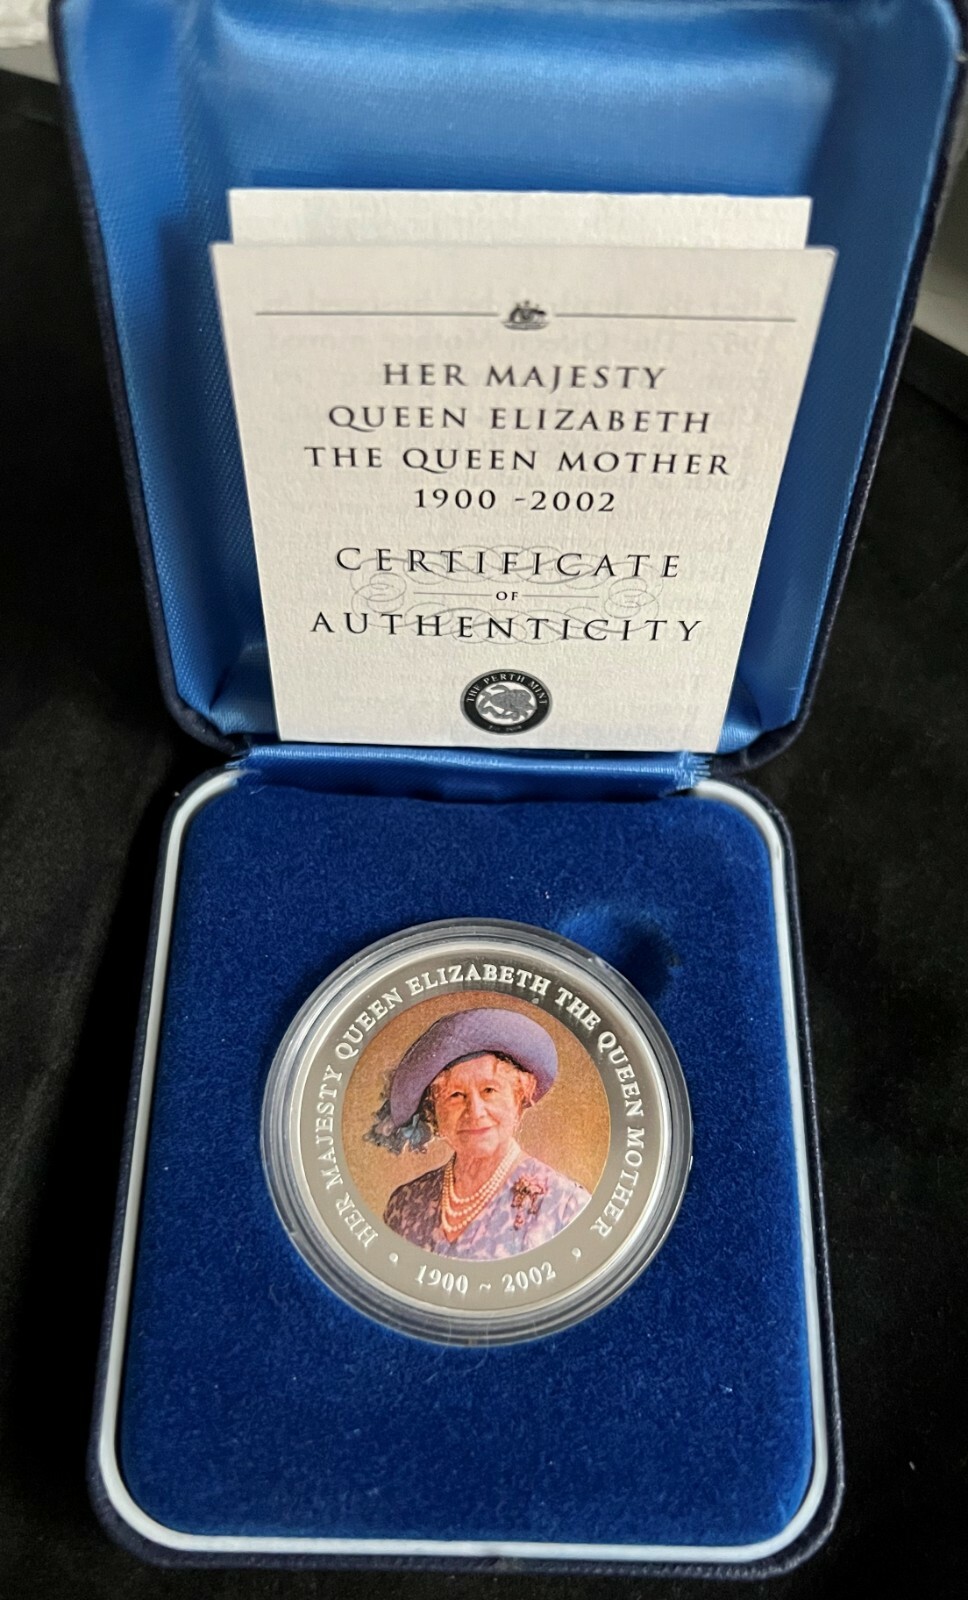 HER MAJESTY
QUEEN ELIZABETH
THE QUEEN MOTHER
1900 -2002
CERTIFICATE
OF
AUTHENTICITY
THE PERTH MINT
HER MAJESTY QUEEN ELIZABETH THE QUEEN MOTHER
1900 ~ 2002